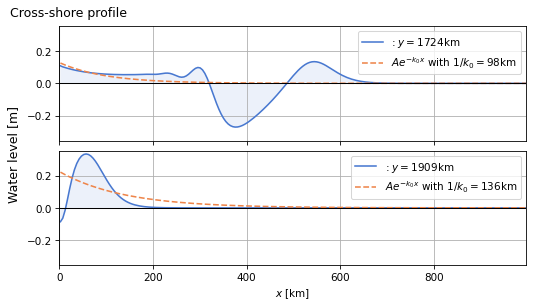 Cross-shore profile
0.2
0.0
−0.2
: y = 1724km
Ae^{−k₀x} with 1/k₀ = 98km
Water level [m]
0.2
0.0
−0.2
: y = 1909km
Ae^{−k₀x} with 1/k₀ = 136km
0 200 400 600 800
x [km]